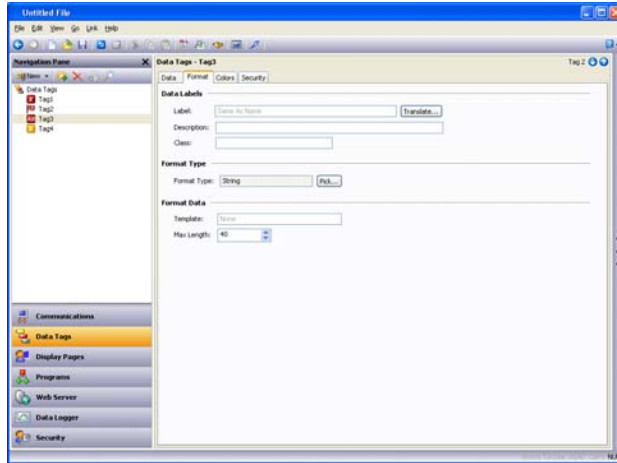 Untitled File
File Edit View Go Link Help
Navigation Pane
Data Tags - Tag3
Tag 2
New
Data Format Colors Security
Data Tags
Tag1
Tag2
Tag3
Tag4
Data Labels
Label: Same As Name Translate...
Description:
Class:
Format Type
Format Type: String Pick...
Format Data
Template: None
Max Length: 40
Communications
Data Tags
Display Pages
Programs
Web Server
Data Logger
Security